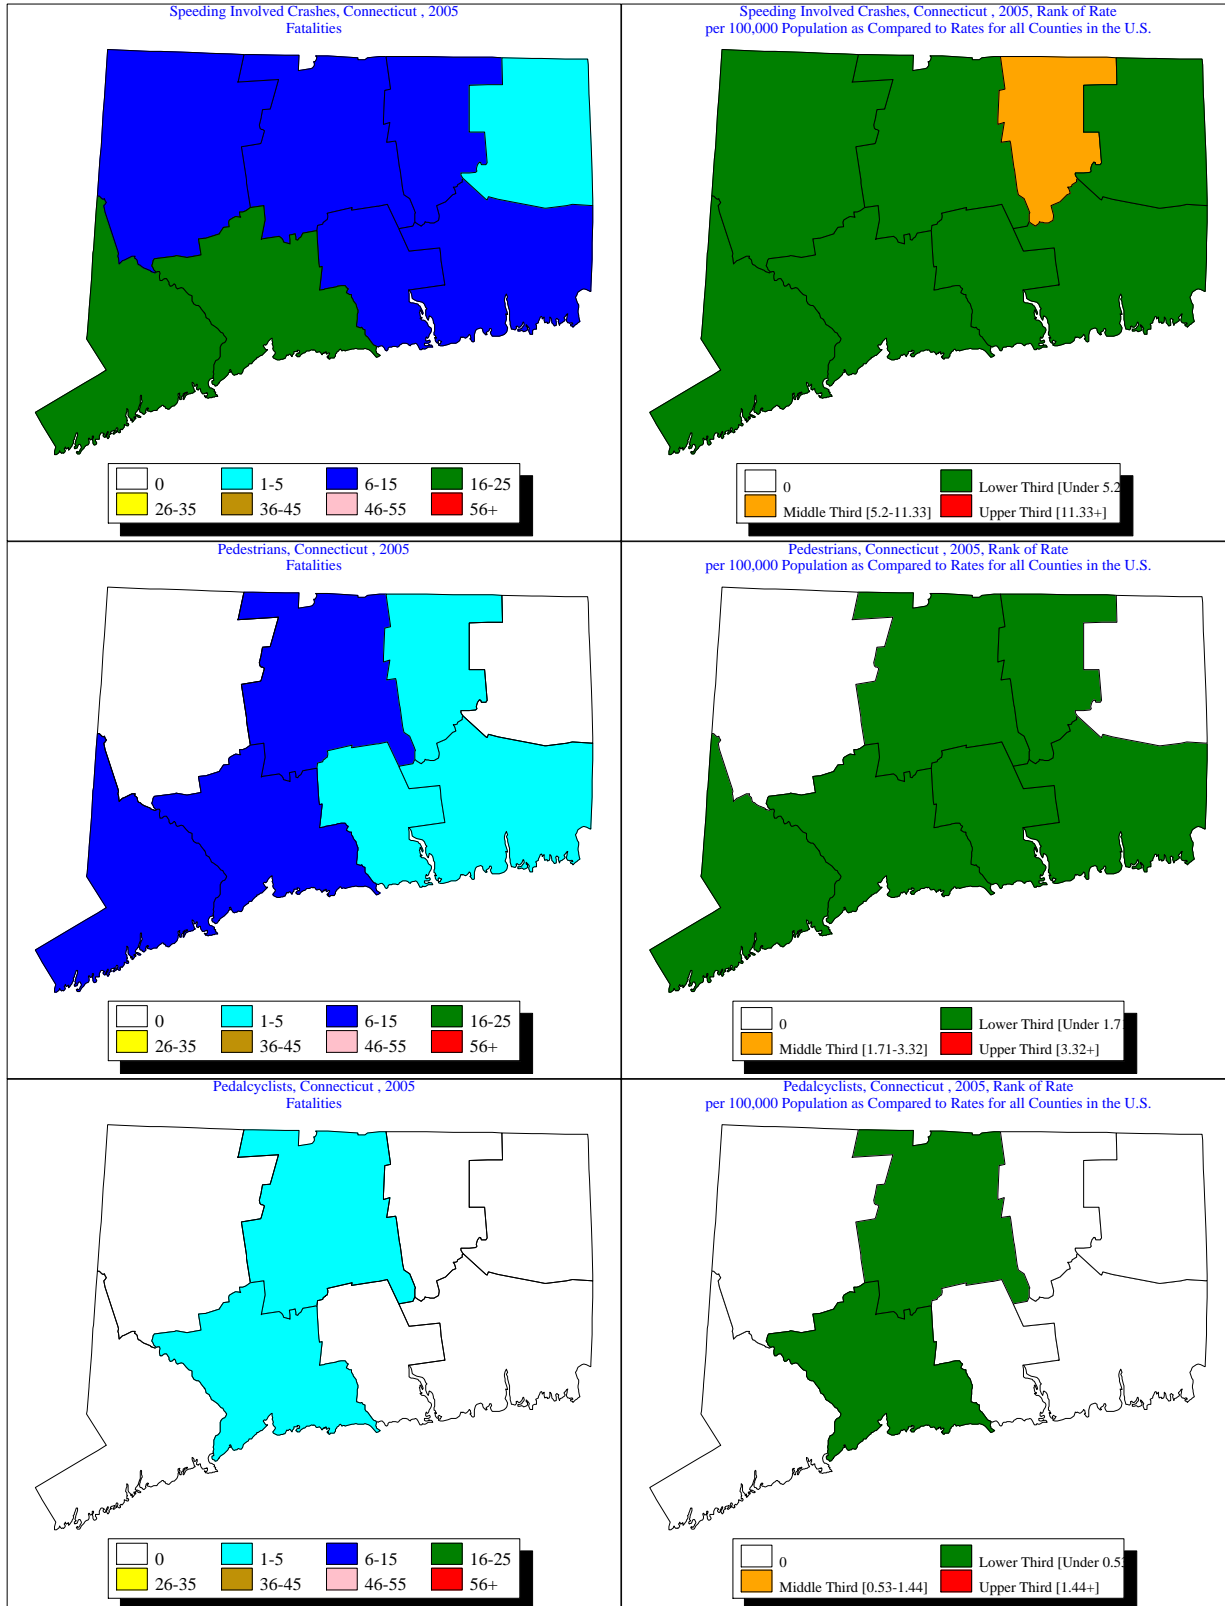 Speeding Involved Crashes, Connecticut , 2005
Fatalities
0 1-5 6-15 16-25
26-35 36-45 46-55 56+
Speeding Involved Crashes, Connecticut , 2005, Rank of Rate
per 100,000 Population as Compared to Rates for all Counties in the U.S.
0 Lower Third [Under 5.2
Middle Third [5.2-11.33] Upper Third [11.33+]
Pedestrians, Connecticut , 2005
Fatalities
0 1-5 6-15 16-25
26-35 36-45 46-55 56+
Pedestrians, Connecticut , 2005, Rank of Rate
per 100,000 Population as Compared to Rates for all Counties in the U.S.
0 Lower Third [Under 1.7
Middle Third [1.71-3.32] Upper Third [3.32+]
Pedalcyclists, Connecticut , 2005
Fatalities
0 1-5 6-15 16-25
26-35 36-45 46-55 56+
Pedalcyclists, Connecticut , 2005, Rank of Rate
per 100,000 Population as Compared to Rates for all Counties in the U.S.
0 Lower Third [Under 0.53
Middle Third [0.53-1.44] Upper Third [1.44+]